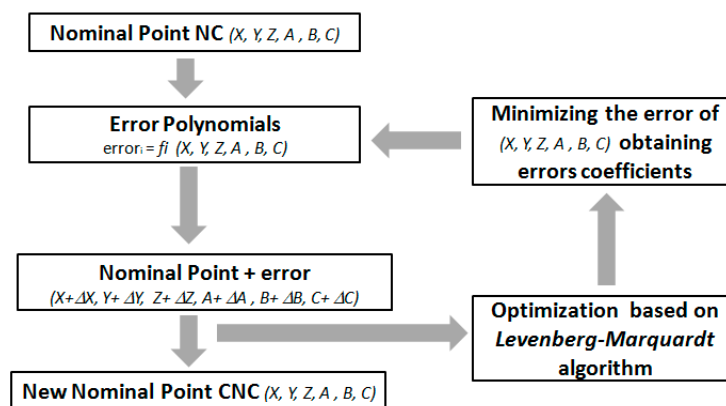 Nominal Point NC (X, Y, Z, A , B, C)
Error Polynomials
errorᵢ = fi (X, Y, Z, A , B, C)
Nominal Point + error
(X+ΔX, Y+ ΔY, Z+ ΔZ, A+ ΔA , B+ ΔB, C+ ΔC)
New Nominal Point CNC (X, Y, Z, A , B, C)
Minimizing the error of
(X, Y, Z, A , B, C) obtaining
errors coefficients
Optimization based on
Levenberg-Marquardt
algorithm